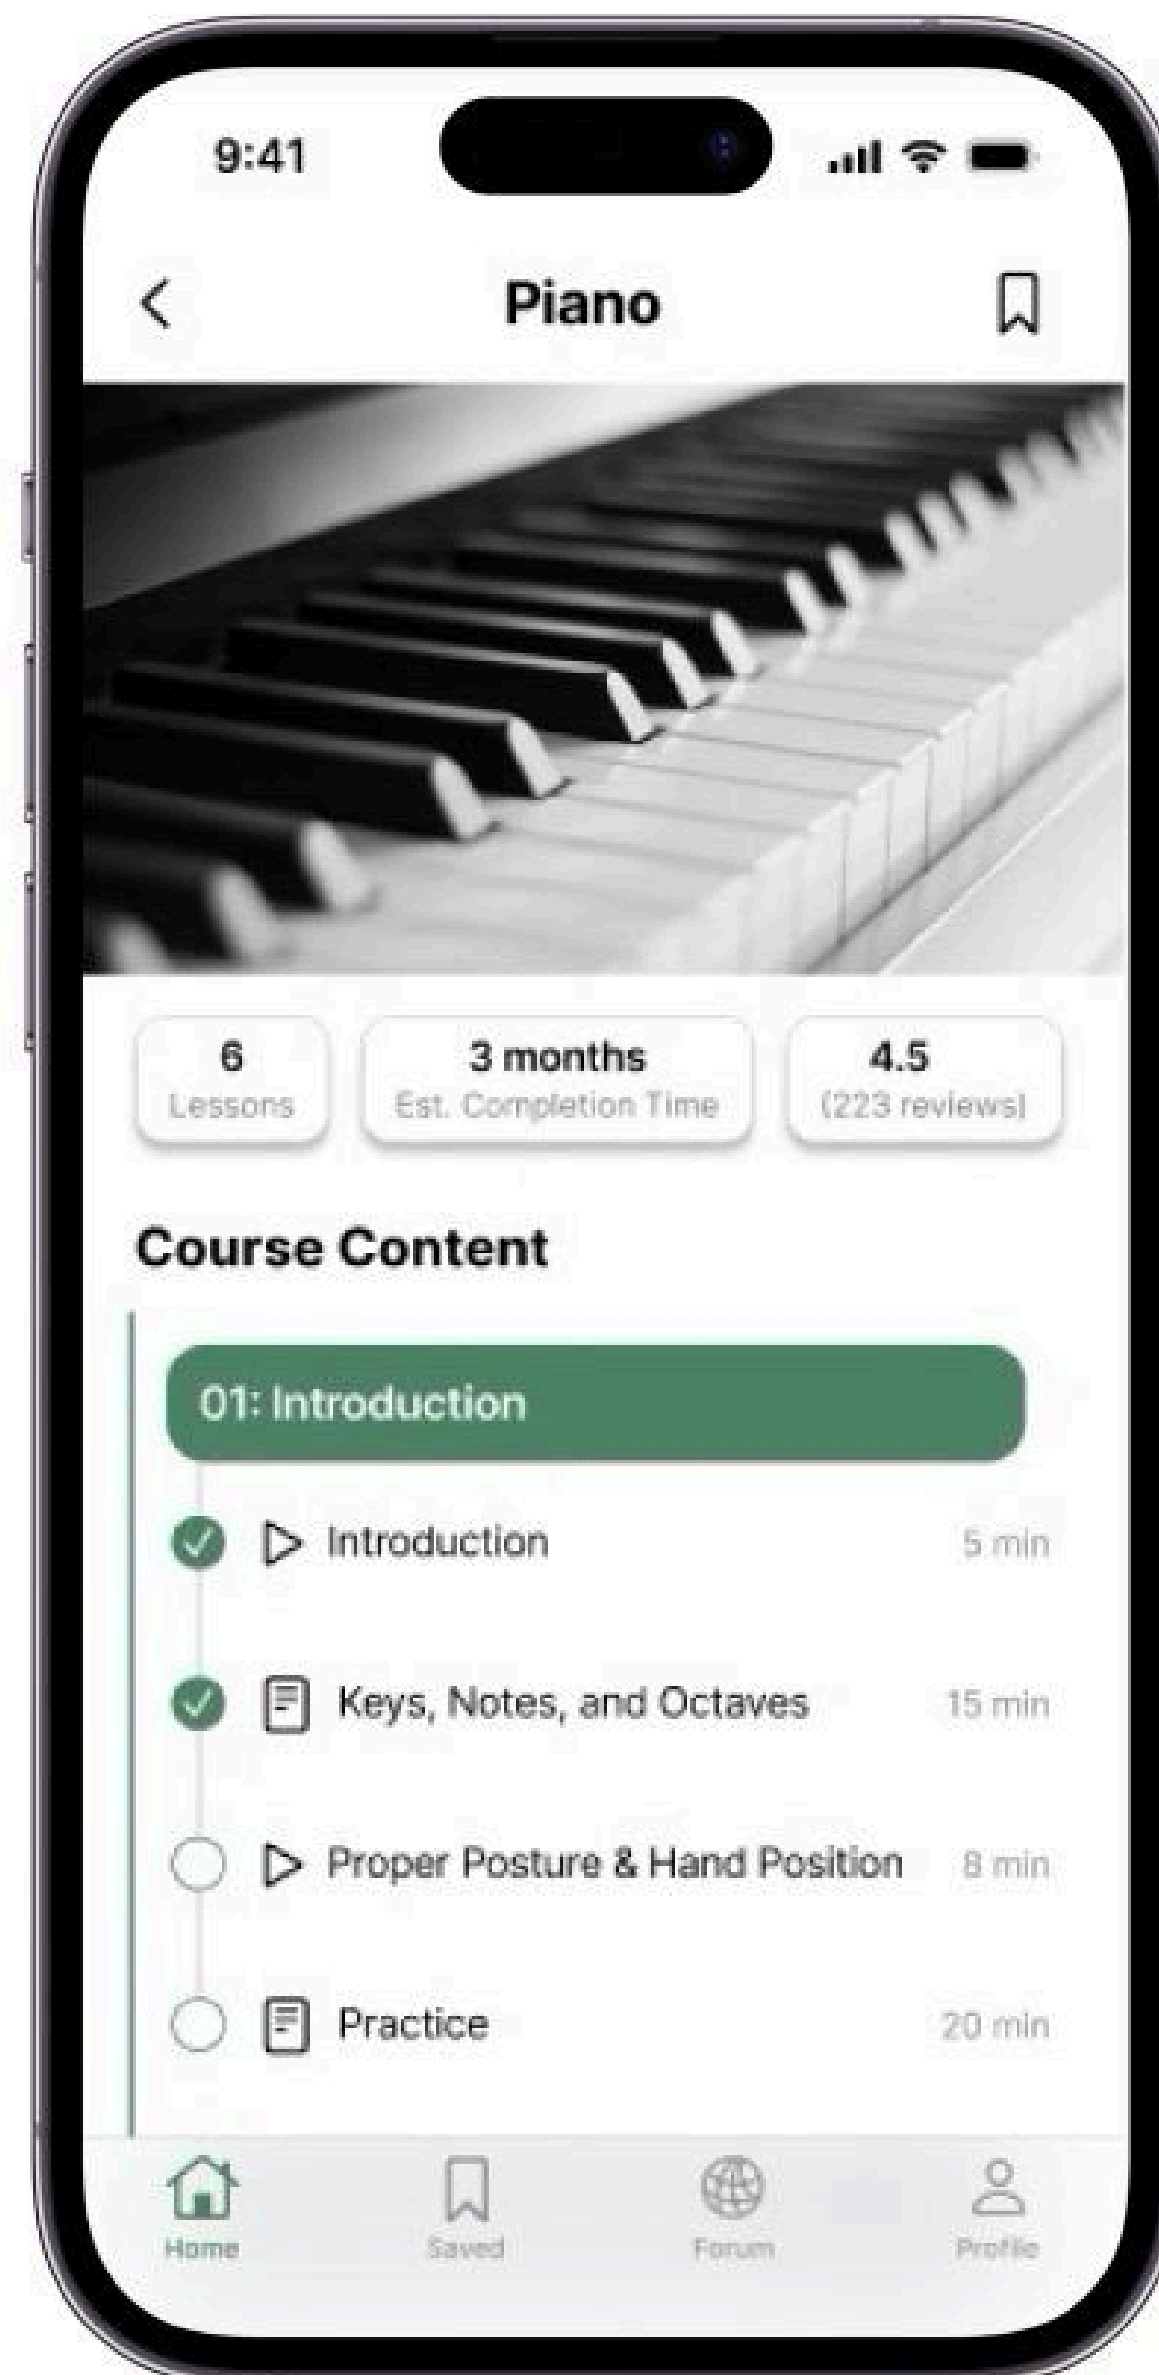 9:41
Piano
6
Lessons
3 months
Est. Completion Time
4.5
(223 reviews)
Course Content
01: Introduction
Introduction
5 min
Keys, Notes, and Octaves
15 min
Proper Posture & Hand Position
8 min
Practice
20 min
Home
Saved
Forum
Profile